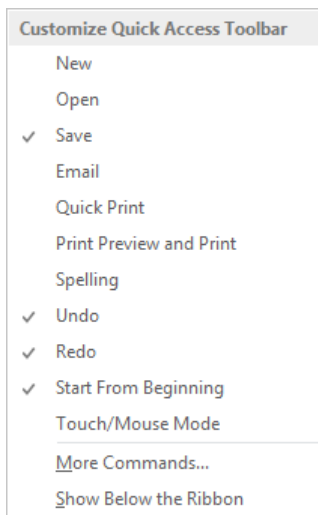 Customize Quick Access Toolbar
New
Open
Save
Email
Quick Print
Print Preview and Print
Spelling
Undo
Redo
Start From Beginning
Touch/Mouse Mode
More Commands...
Show Below the Ribbon